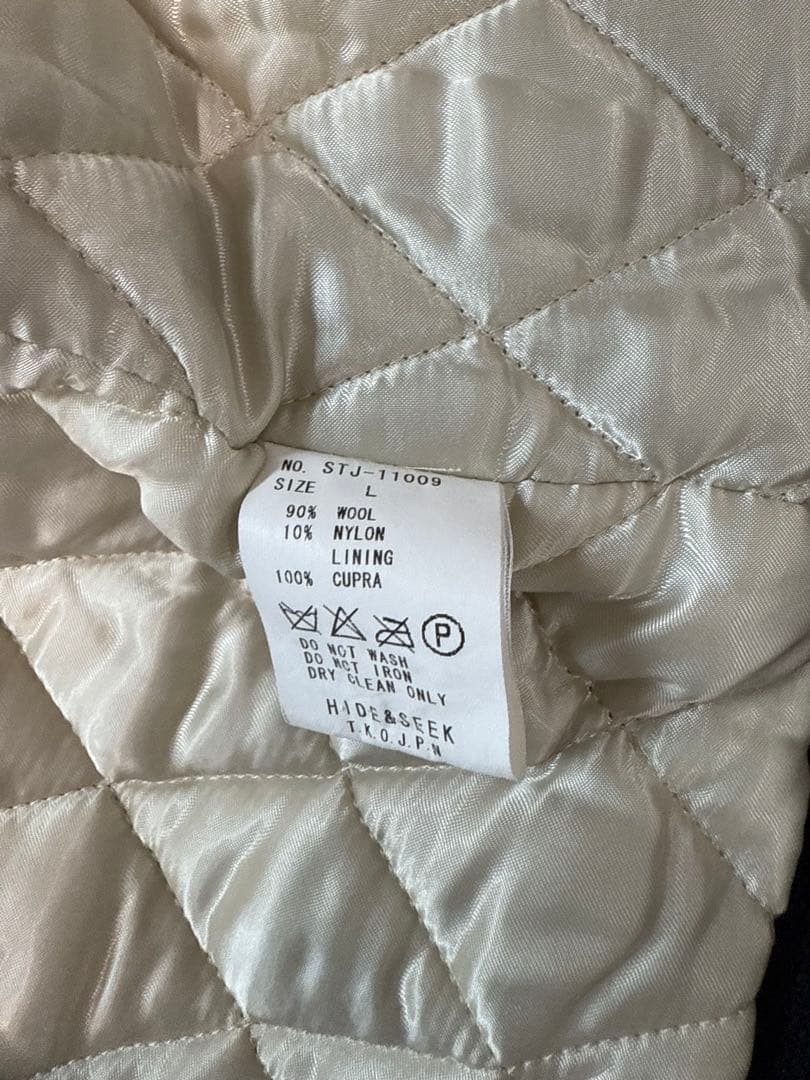 NO. STJ-11009
SIZE L
90% WOOL
10% NYLON
LINING
100% CUPRA
P
DO NOT WASH
DO NOT IRON
DRY CLEAN ONLY
HIDE&SEEK
T.K.O.J.P.N